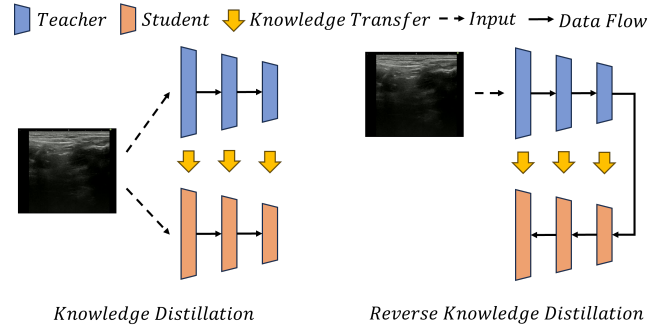 Teacher Student Knowledge Transfer Input Data Flow
Knowledge Distillation
Reverse Knowledge Distillation